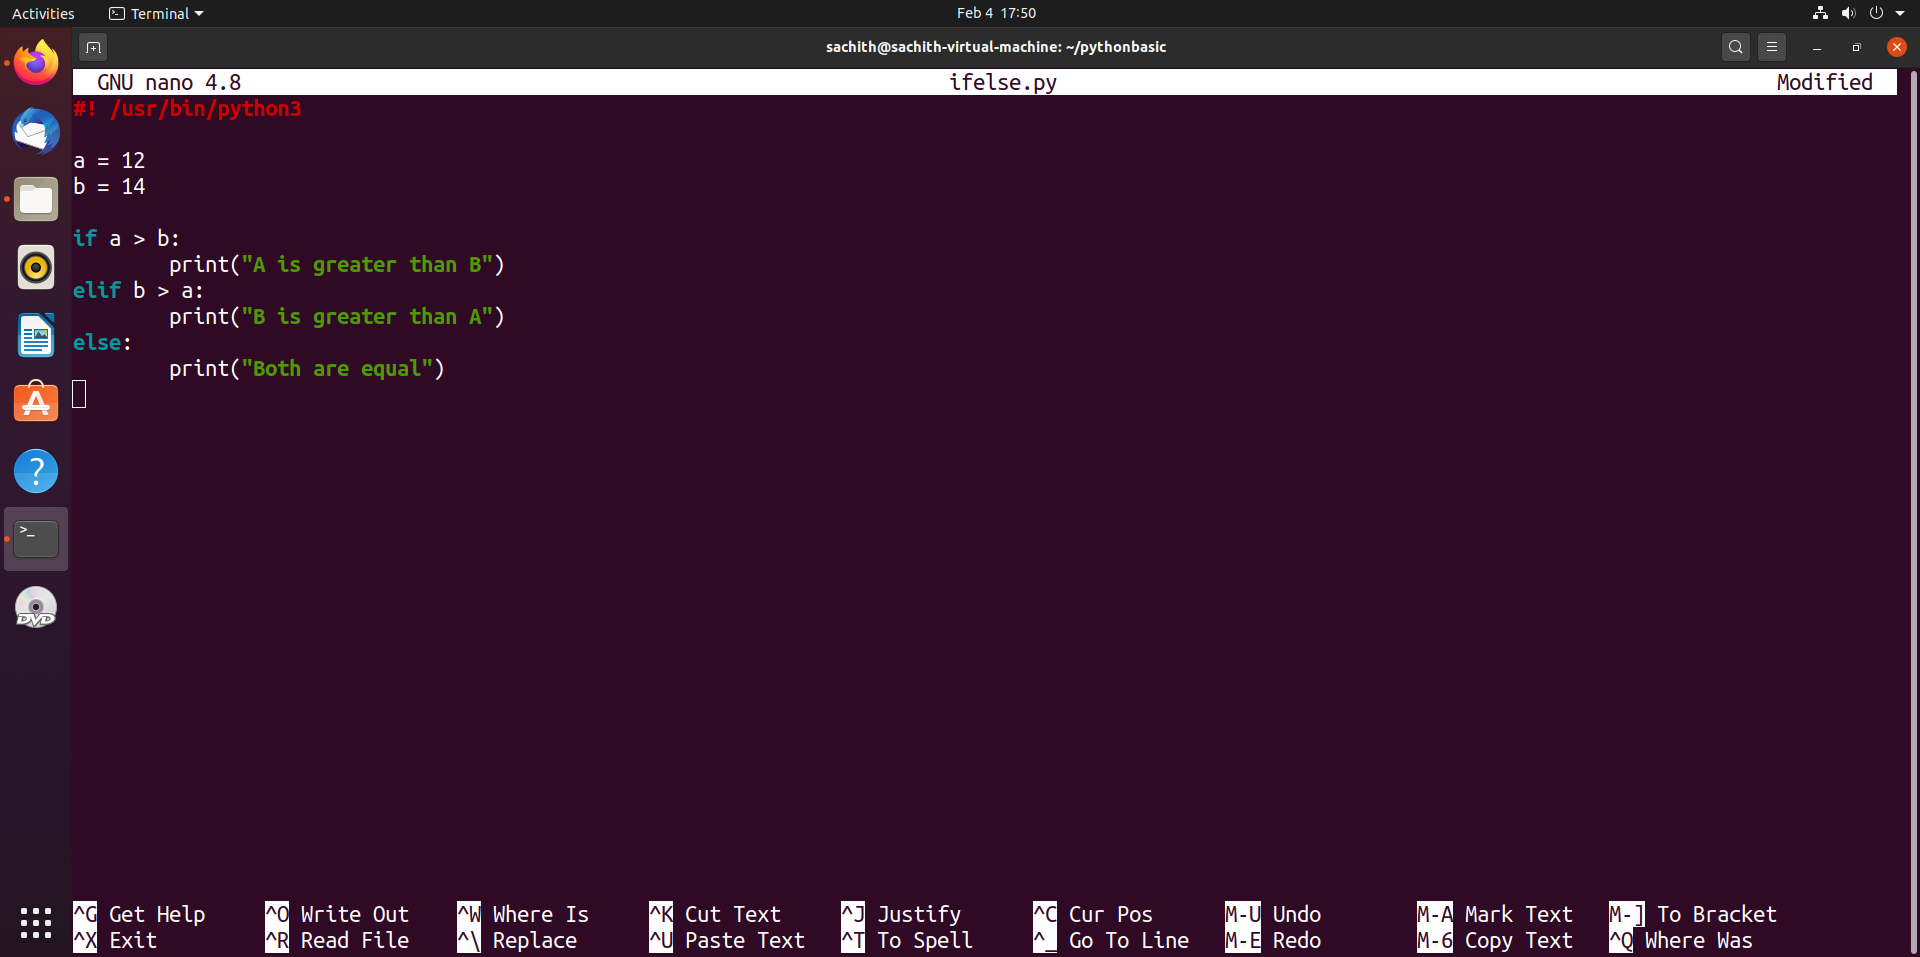 Activities Terminal Feb 4 17:50
sachith@sachith-virtual-machine: ~/pythonbasic
GNU nano 4.8 ifelse.py Modified
#! /usr/bin/python3
a = 12
b = 14
if a > b:
        print("A is greater than B")
elif b > a:
        print("B is greater than A")
else:
        print("Both are equal")
?
>_
DVD
^G Get Help ^O Write Out ^W Where Is ^K Cut Text ^J Justify ^C Cur Pos M-U Undo M-A Mark Text M-] To Bracket
^X Exit ^R Read File ^\ Replace ^U Paste Text ^T To Spell ^_ Go To Line M-E Redo M-6 Copy Text ^Q Where Was